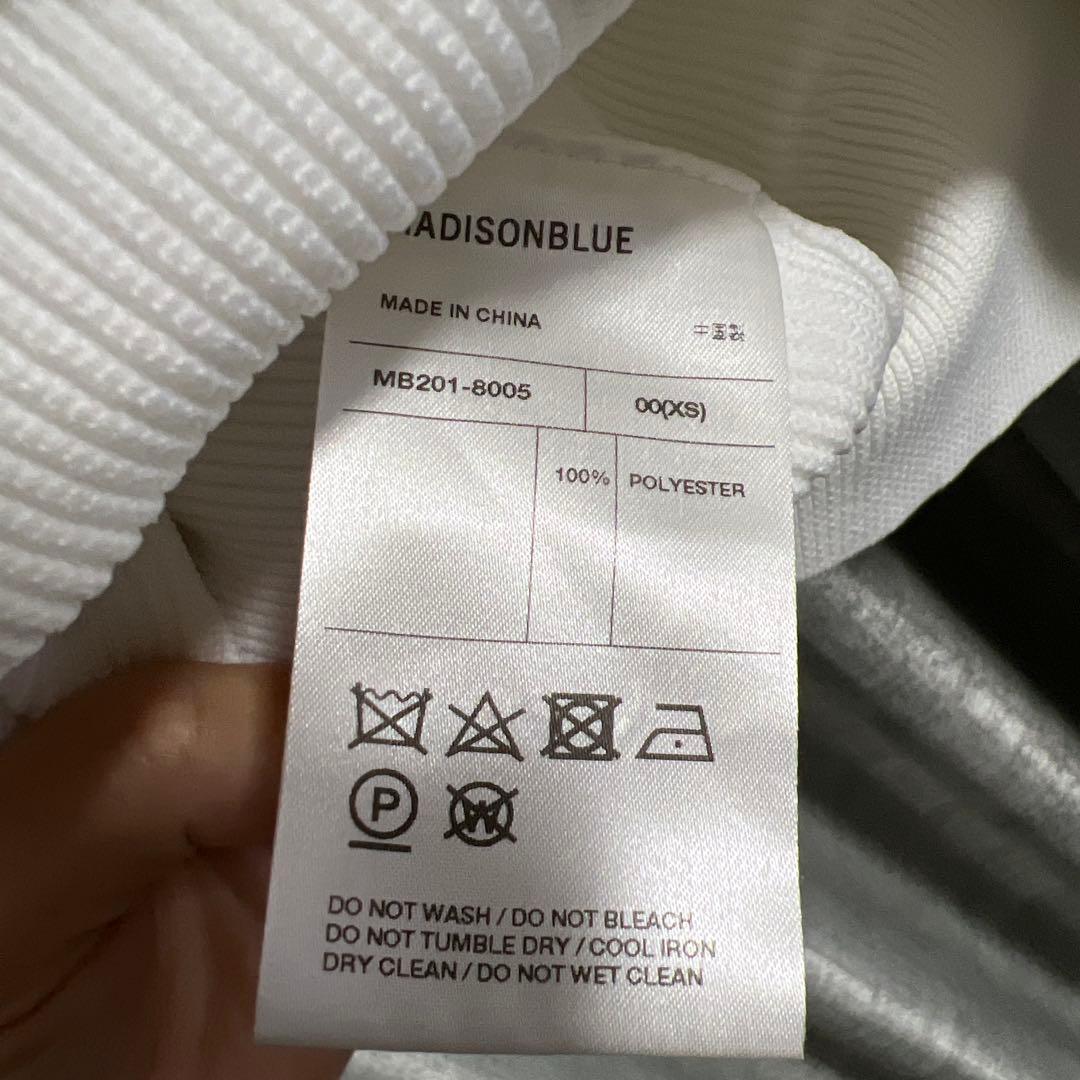 MADISONBLUE
MADE IN CHINA 中国製
MB201-8005 00(XS)
100% POLYESTER
P
W
DO NOT WASH / DO NOT BLEACH
DO NOT TUMBLE DRY / COOL IRON
DRY CLEAN / DO NOT WET CLEAN